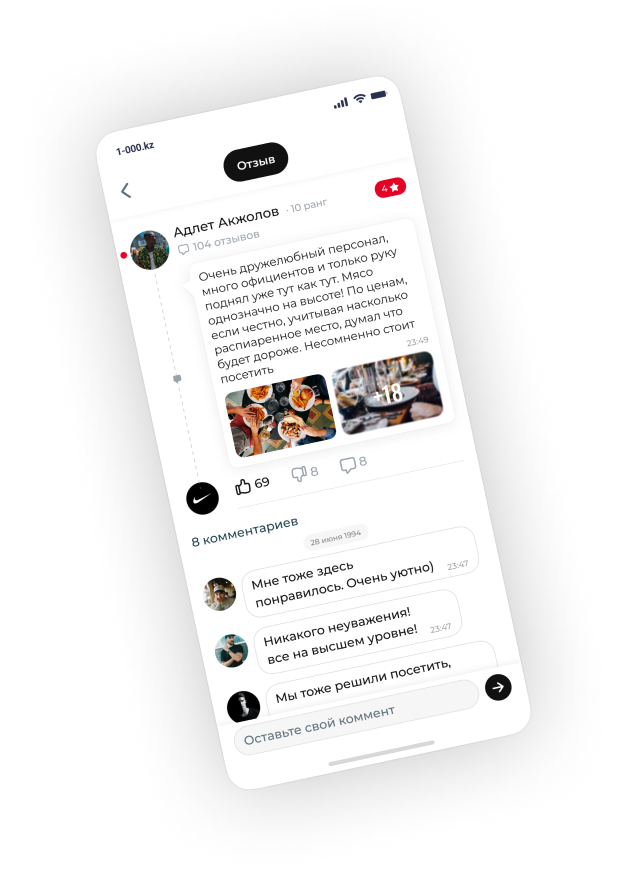 1-000.kz
Отзыв
4
Адлет Акжолов · 10 ранг
104 отзывов
Очень дружелюбный персонал,
много официентов и только руку
поднял уже тут как тут. Мясо
однозначно на высоте! По ценам,
если честно, учитывая насколько
распиаренное место, думал что
будет дороже. Несомненно стоит
посетить
23:49
+18
69
8
8
8 комментариев
28 июня 1994
Мне тоже здесь
понравилось. Очень уютно)
23:47
Никакого неуважения!
все на высшем уровне!
23:47
Мы тоже решили посетить,
Оставьте свой коммент